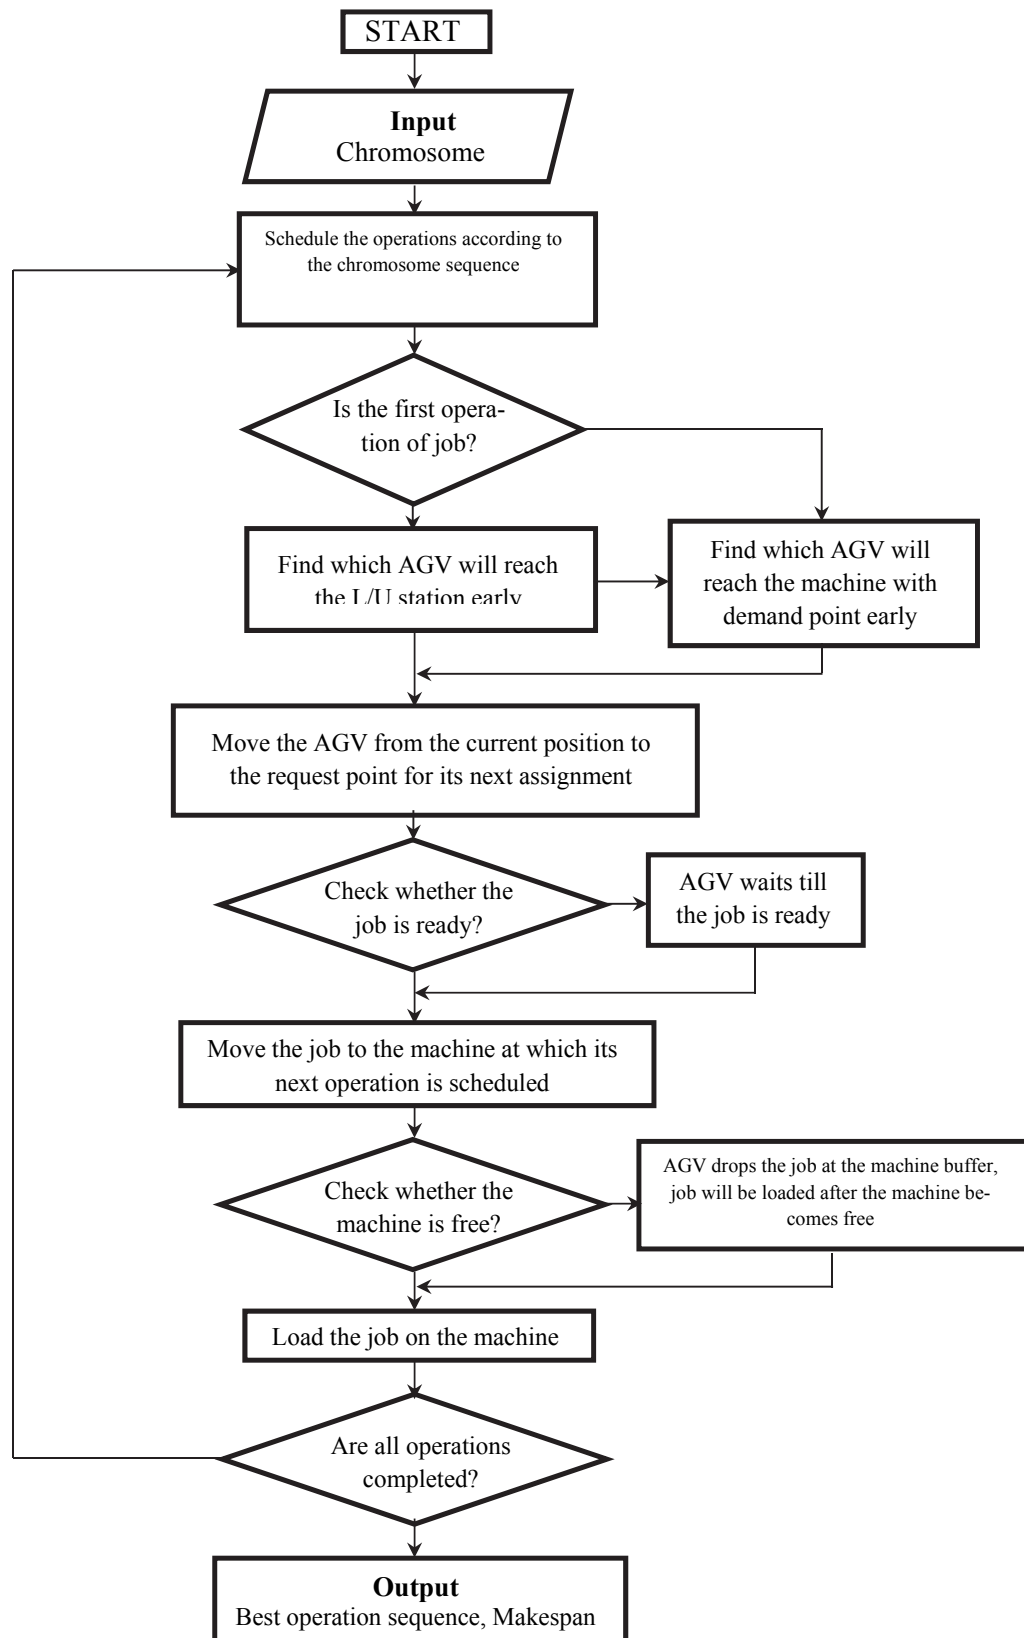 START
Input
Chromosome
Schedule the operations according to
the chromosome sequence
Is the first opera-
tion of job?
Find which AGV will reach
the L/U station early
Find which AGV will
reach the machine with
demand point early
Move the AGV from the current position to
the request point for its next assignment
Check whether the
job is ready?
AGV waits till
the job is ready
Move the job to the machine at which its
next operation is scheduled
Check whether the
machine is free?
AGV drops the job at the machine buffer,
job will be loaded after the machine be-
comes free
Load the job on the machine
Are all operations
completed?
Output
Best operation sequence, Makespan